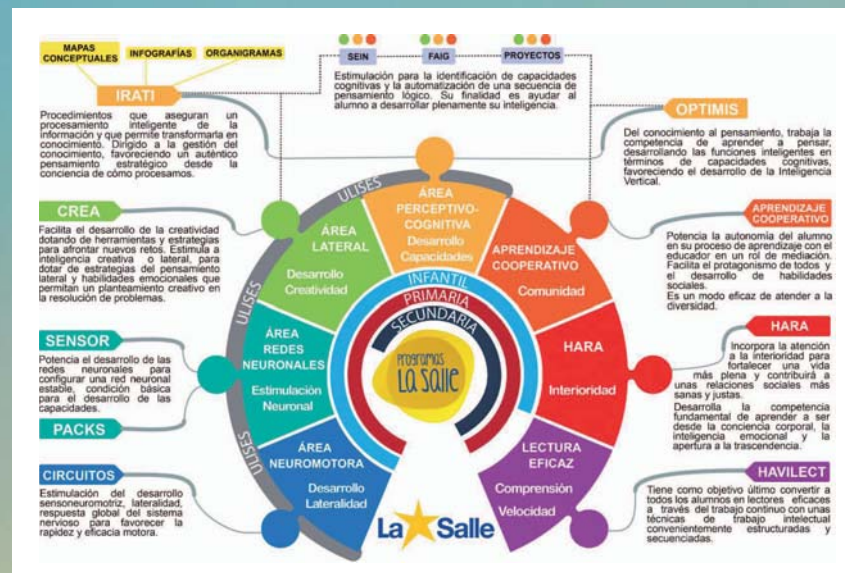 MAPAS
CONCEPTUALES
INFOGRAFÍAS
ORGANIGRAMAS
IRATI
Procedimientos que aseguran un
procesamiento inteligente de la
información y que permite transformarla en
conocimiento. Dirigido a la gestión del
conocimiento, favoreciendo un auténtico
pensamiento estratégico desde la
conciencia de cómo procesamos.
SEIN
FAIG
PROYECTOS
Estimulación para la identificación de capacidades
cognitivas y la automatización de una secuencia de
pensamiento lógico. Su finalidad es ayudar al
alumno a desarrollar plenamente su inteligencia.
OPTIMIS
Del conocimiento al pensamiento, trabaja la
competencia de aprender a pensar,
desarrollando las funciones inteligentes en
términos de capacidades cognitivas,
favoreciendo el desarrollo de la Inteligencia
Vertical.
CREA
Facilita el desarrollo de la creatividad
dotando de herramientas y estrategias
para afrontar nuevos retos. Estimula a
inteligencia creativa o lateral, para
dotar de estrategias del pensamiento
lateral y habilidades emocionales que
permitan un planteamiento creativo en
la resolución de problemas.
APRENDIZAJE
COOPERATIVO
Potencia la autonomía del alumno
en su proceso de aprendizaje con el
educador en un rol de mediación.
Facilita el protagonismo de todos y
el desarrollo de habilidades
sociales.
Es un modo eficaz de atender a la
diversidad.
SENSOR
Potencia el desarrollo de las
redes neuronales para
configurar una red neuronal
estable, condición básica
para el desarrollo de las
capacidades.
PACKS
HARA
Incorpora la atención
a la interioridad para
fortalecer una vida
más plena y contribuirá a
unas relaciones sociales más
sanas y justas.
Desarrolla la competencia
fundamental de aprender a ser
desde la conciencia corporal, la
inteligencia emocional y la
apertura a la trascendencia.
CIRCUITOS
Estimulación del desarrollo
sensoneuromotriz, lateralidad,
respuesta global del sistema
nervioso para favorecer la
rapidez y eficacia motora.
HAVILECT
Tiene como objetivo último convertir a
todos los alumnos en lectores eficaces
a través del trabajo continuo con unas
técnicas de trabajo intelectual
convenientemente estructuradas y
secuenciadas.
ULISES
ULISES
ULISES
ÁREA
NEUROMOTORA
Desarrollo
Lateralidad
ÁREA
REDES
NEURONALES
Estimulación
Neuronal
ÁREA
LATERAL
Desarrollo
Creatividad
ÁREA
PERCEPTIVO-
COGNITIVA
Desarrollo
Capacidades
APRENDIZAJE
COOPERATIVO
Comunidad
HARA
Interioridad
LECTURA
EFICAZ
Comprensión
Velocidad
INFANTIL
PRIMARIA
SECUNDARIA
Programas
La Salle
La Salle